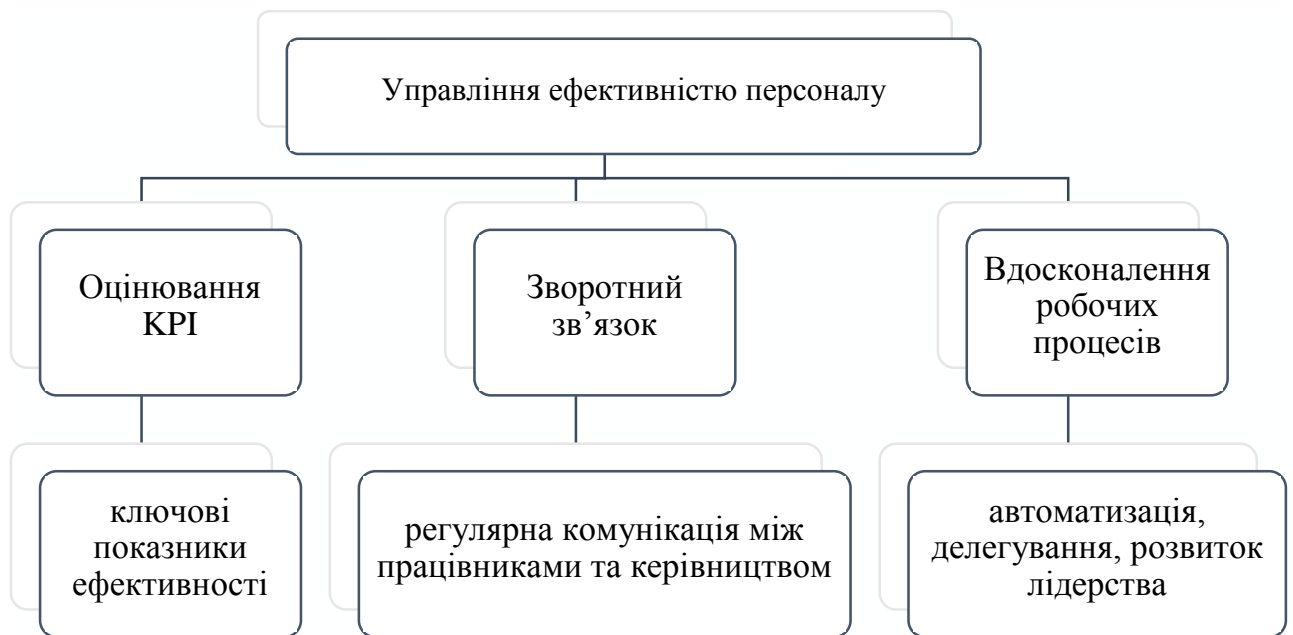 Управління ефективністю персоналу
Оцінювання
KPI
Зворотний
зв’язок
Вдосконалення
робочих
процесів
ключові
показники
ефективності
регулярна комунікація між
працівниками та керівництвом
автоматизація,
делегування, розвиток
лідерства